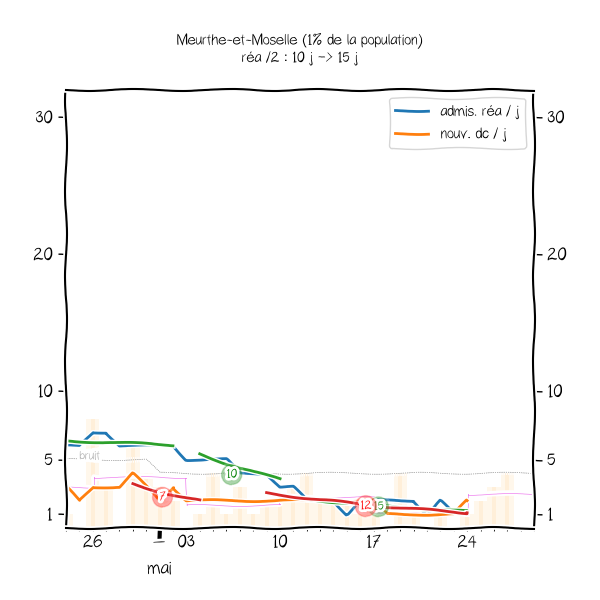 Meurthe-et-Moselle (1% de la population)
réa /2 : 10 j -> 15 j
admis. réa / j
nouv. dc / j
30 30
20 20
10 10
5 5
1 1
bruit
10
7
12 15
26 03 10 17 24
mai